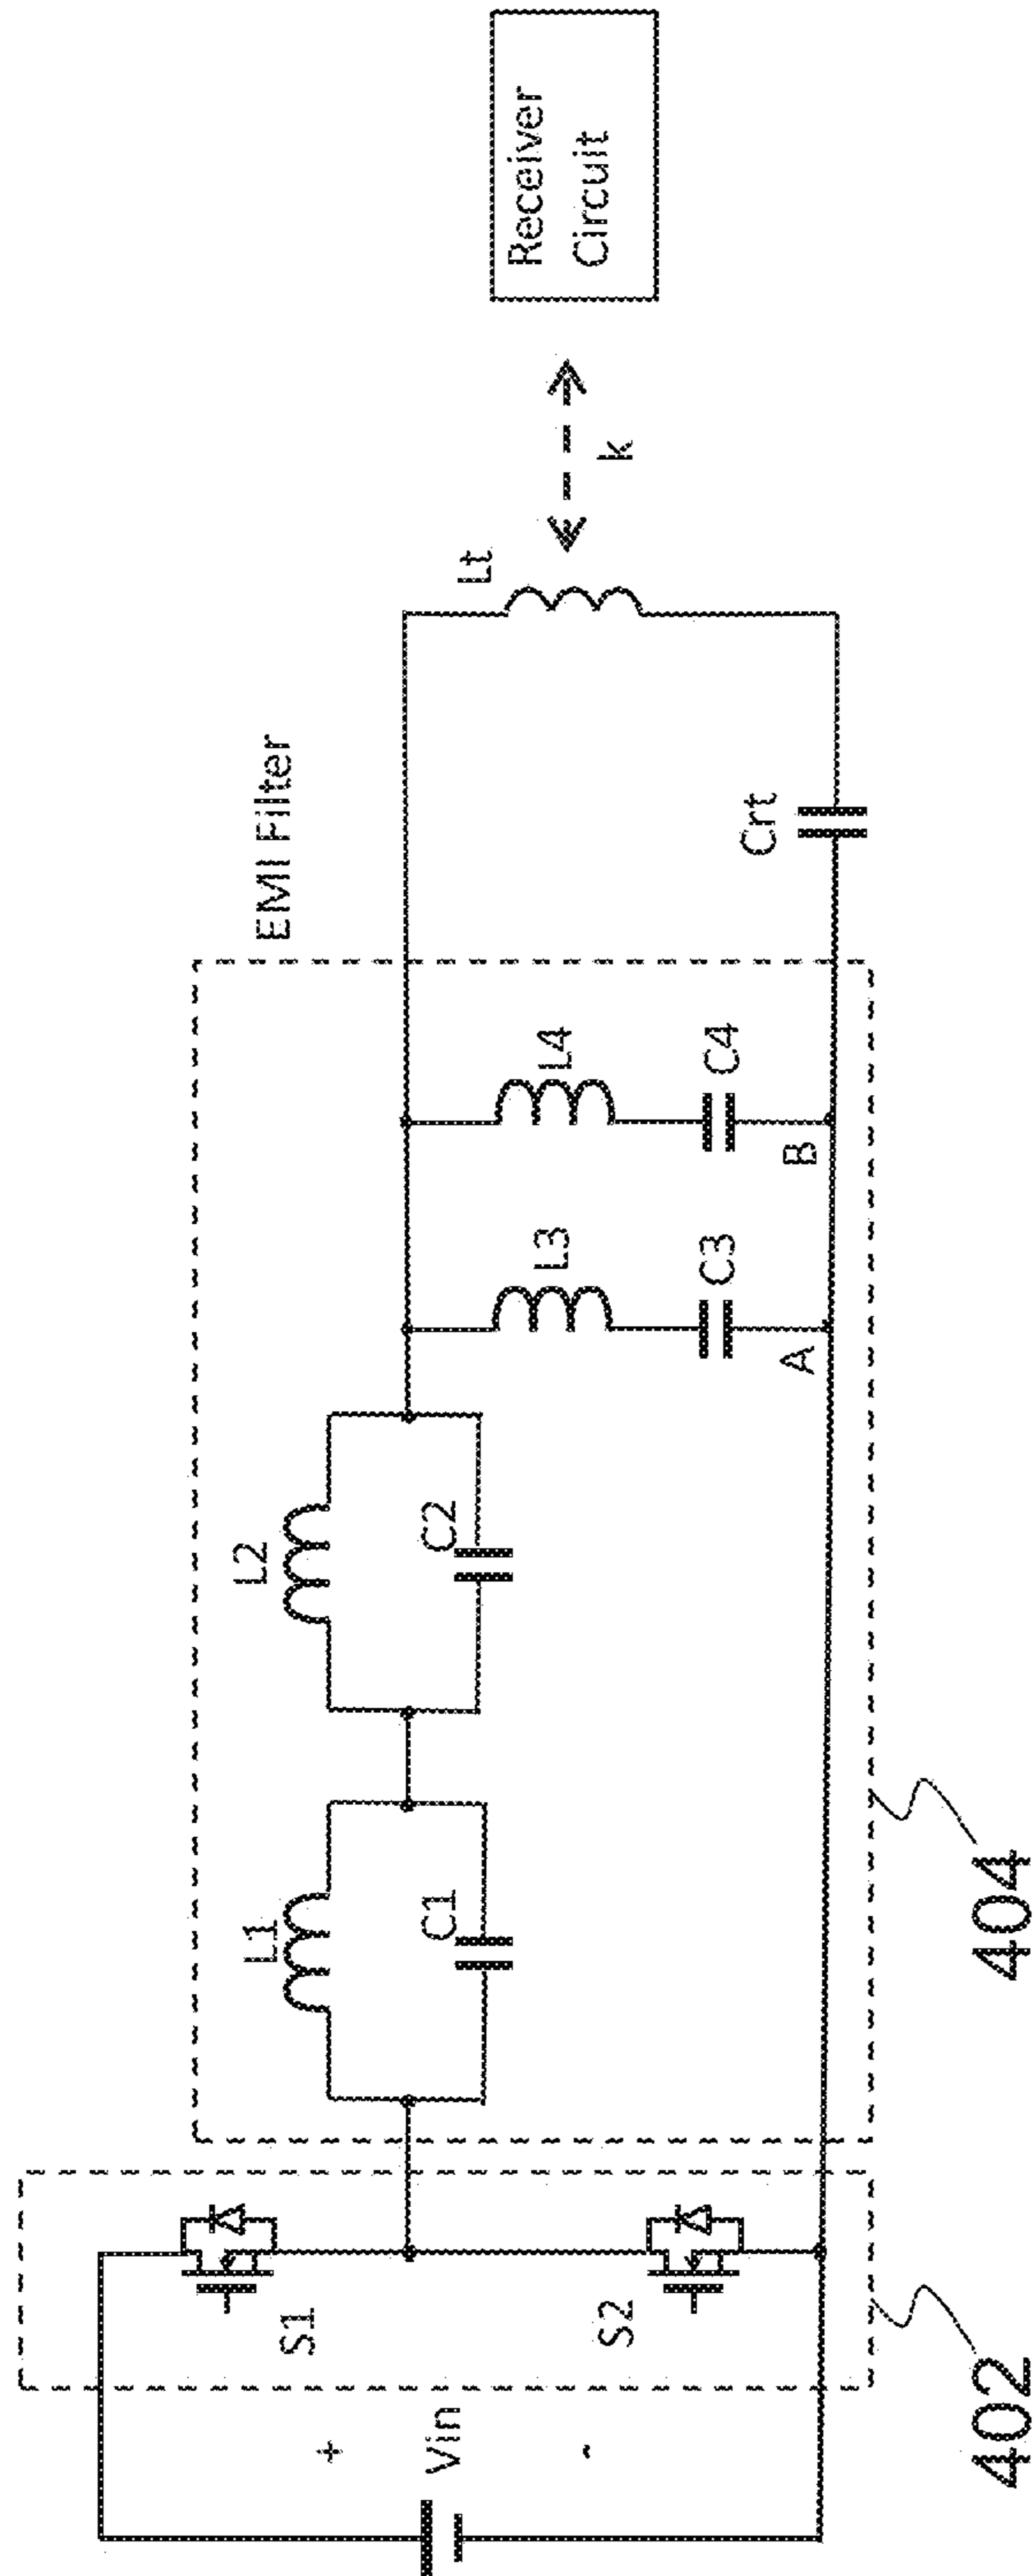 EMI Filter
L1
L2
C1
C2
L3
L4
C3
C4
A
B
Lt
Crt
k
Receiver
Circuit
S1
S2
+
Vin
~
402
404